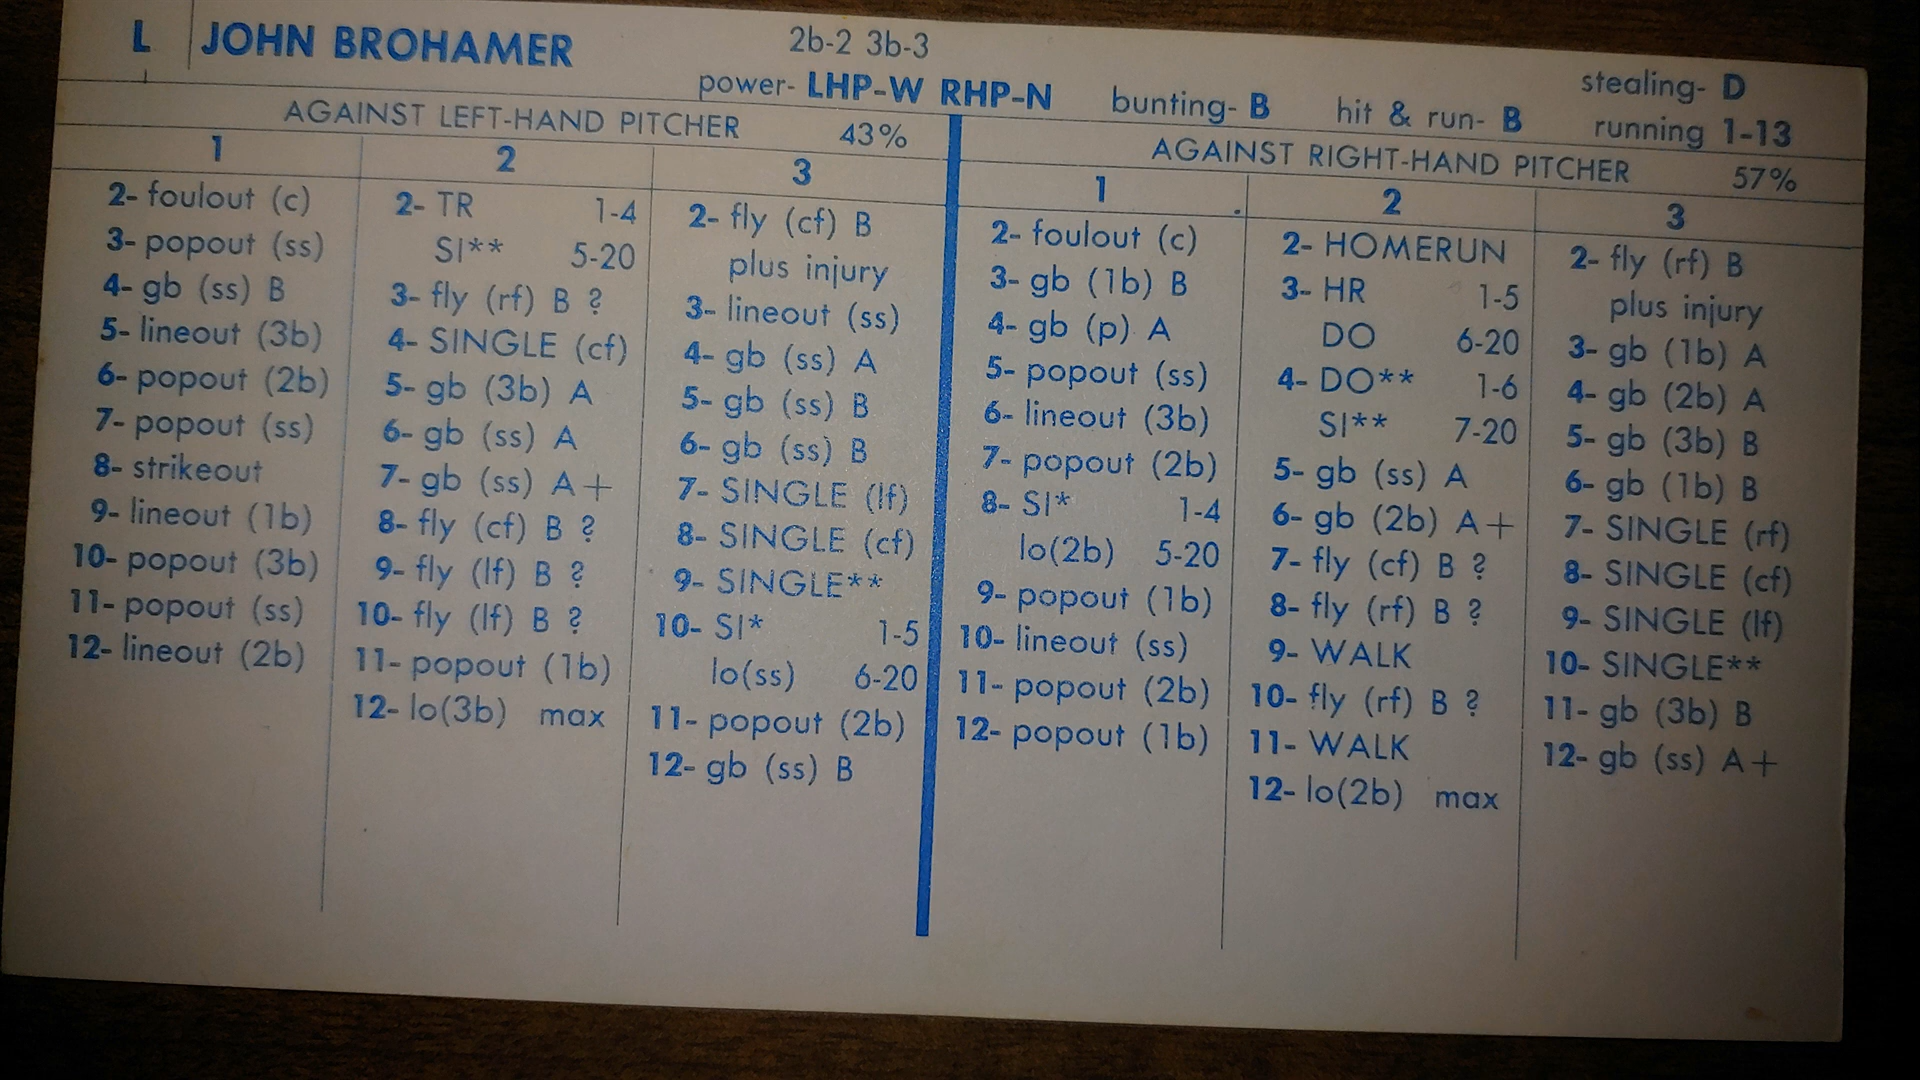 L JOHN BROHAMER 2b-2 3b-3
power- LHP-W RHP-N bunting- B hit & run- B stealing- D
running 1-13
AGAINST LEFT-HAND PITCHER 43%
1
2- foulout (c)
3- popout (ss)
4- gb (ss) B
5- lineout (3b)
6- popout (2b)
7- popout (ss)
8- strikeout
9- lineout (1b)
10- popout (3b)
11- popout (ss)
12- lineout (2b)
2
2- TR 1-4
SI** 5-20
3- fly (rf) B ?
4- SINGLE (cf)
5- gb (3b) A
6- gb (ss) A
7- gb (ss) A+
8- fly (cf) B ?
9- fly (lf) B ?
10- fly (lf) B ?
11- popout (1b)
12- lo(3b) max
3
2- fly (cf) B
plus injury
3- lineout (ss)
4- gb (ss) A
5- gb (ss) B
6- gb (ss) B
7- SINGLE (lf)
8- SINGLE (cf)
9- SINGLE**
10- SI* 1-5
lo(ss) 6-20
11- popout (2b)
12- gb (ss) B
AGAINST RIGHT-HAND PITCHER 57%
1
2- foulout (c)
3- gb (1b) B
4- gb (p) A
5- popout (ss)
6- lineout (3b)
7- popout (2b)
8- SI* 1-4
lo(2b) 5-20
9- popout (1b)
10- lineout (ss)
11- popout (2b)
12- popout (1b)
2
2- HOMERUN
3- HR 1-5
DO 6-20
4- DO** 1-6
SI** 7-20
5- gb (ss) A
6- gb (2b) A+
7- fly (cf) B ?
8- fly (rf) B ?
9- WALK
10- fly (rf) B ?
11- WALK
12- lo(2b) max
3
2- fly (rf) B
plus injury
3- gb (1b) A
4- gb (2b) A
5- gb (3b) B
6- gb (1b) B
7- SINGLE (rf)
8- SINGLE (cf)
9- SINGLE (lf)
10- SINGLE**
11- gb (3b) B
12- gb (ss) A+